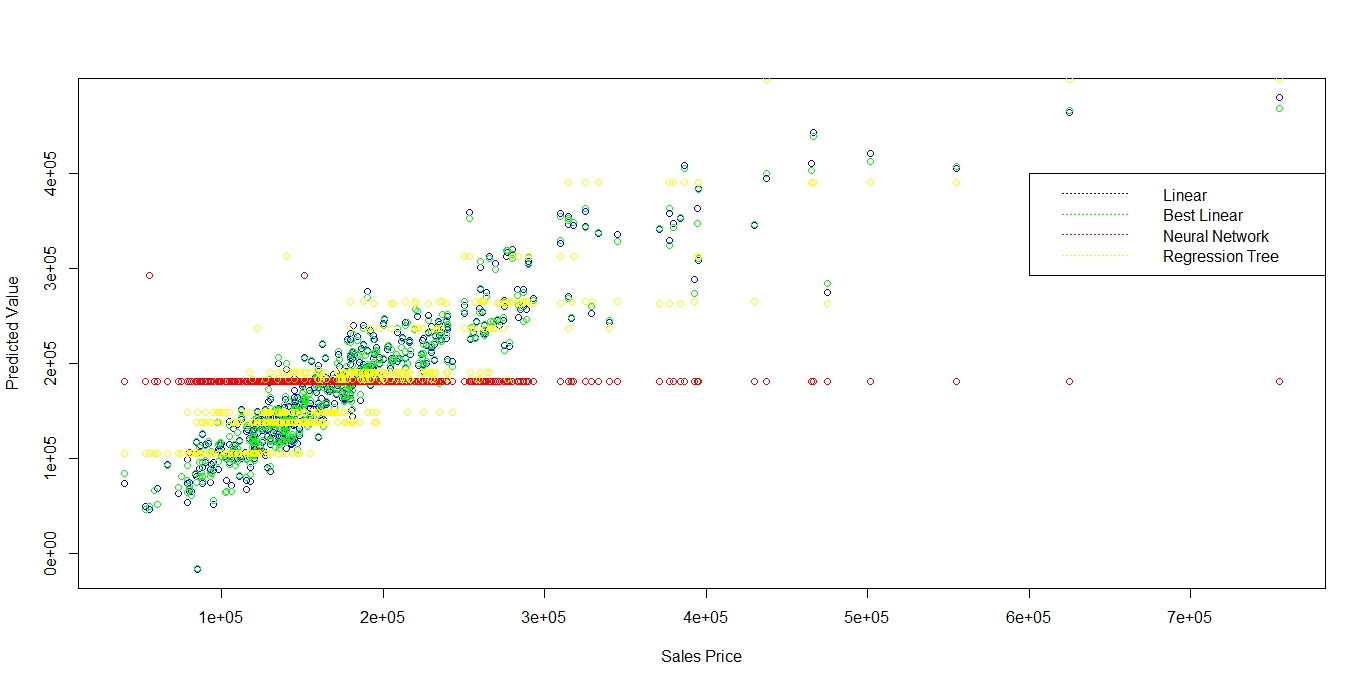 Predicted Value
4e+05
3e+05
2e+05
1e+05
0e+00
Linear
Best Linear
Neural Network
Regression Tree
1e+05 2e+05 3e+05 4e+05 5e+05 6e+05 7e+05
Sales Price